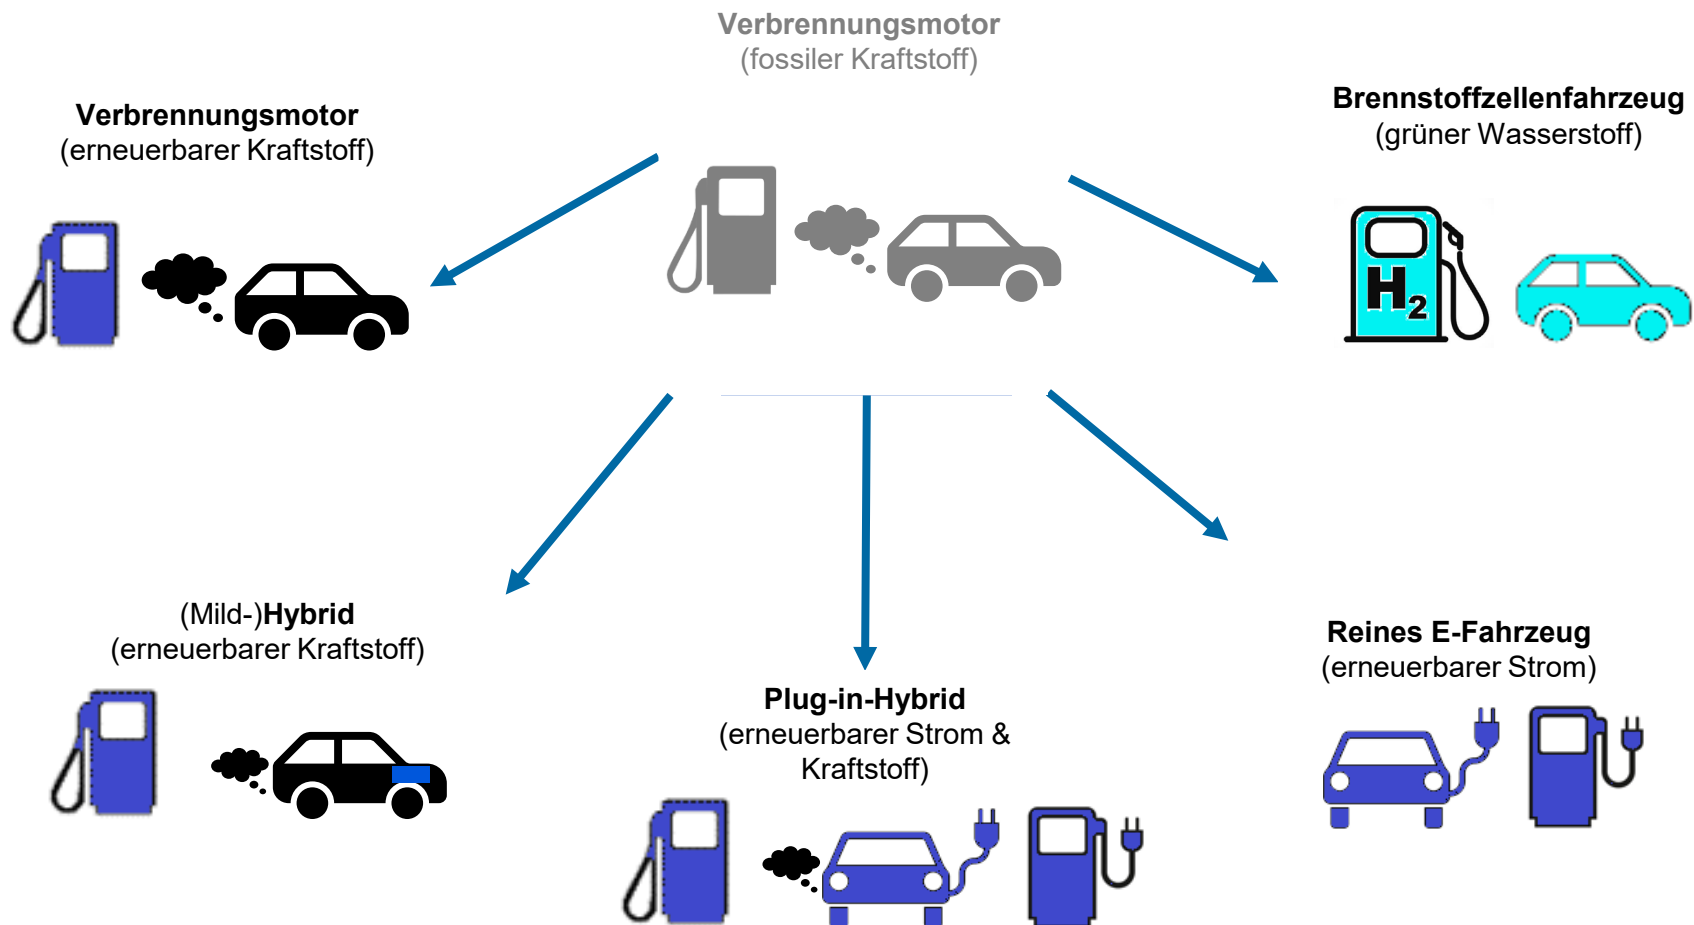 Verbrennungsmotor
(fossiler Kraftstoff)
Verbrennungsmotor
(erneuerbarer Kraftstoff)
Brennstoffzellenfahrzeug
(grüner Wasserstoff)
H2
(Mild-)Hybrid
(erneuerbarer Kraftstoff)
Plug-in-Hybrid
(erneuerbarer Strom &
Kraftstoff)
Reines E-Fahrzeug
(erneuerbarer Strom)